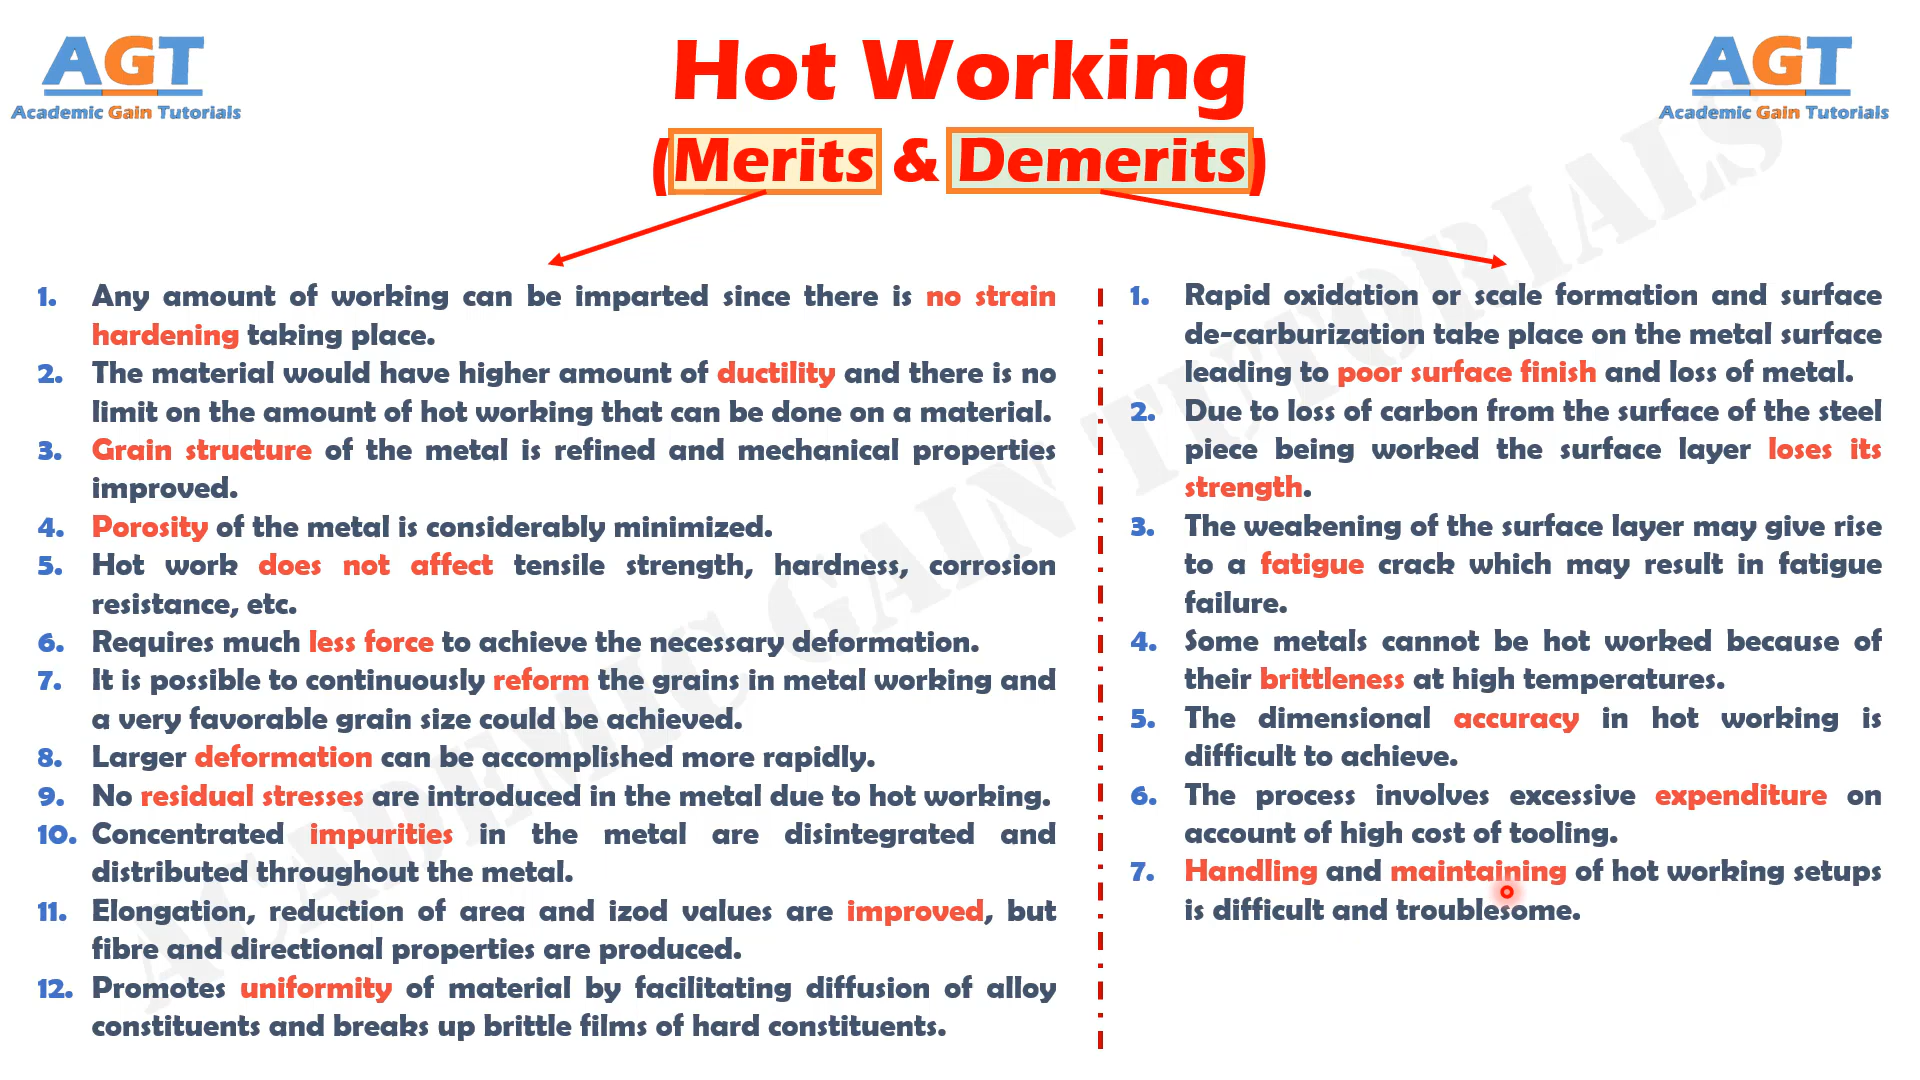 AGT
Academic Gain Tutorials
AGT
Academic Gain Tutorials
Hot Working
(Merits & Demerits)
1. Any amount of working can be imparted since there is no strain
hardening taking place.
2. The material would have higher amount of ductility and there is no
limit on the amount of hot working that can be done on a material.
3. Grain structure of the metal is refined and mechanical properties
improved.
4. Porosity of the metal is considerably minimized.
5. Hot work does not affect tensile strength, hardness, corrosion
resistance, etc.
6. Requires much less force to achieve the necessary deformation.
7. It is possible to continuously reform the grains in metal working and
a very favorable grain size could be achieved.
8. Larger deformation can be accomplished more rapidly.
9. No residual stresses are introduced in the metal due to hot working.
10. Concentrated impurities in the metal are disintegrated and
distributed throughout the metal.
11. Elongation, reduction of area and izod values are improved, but
fibre and directional properties are produced.
12. Promotes uniformity of material by facilitating diffusion of alloy
constituents and breaks up brittle films of hard constituents.
1. Rapid oxidation or scale formation and surface
de-carburization take place on the metal surface
leading to poor surface finish and loss of metal.
2. Due to loss of carbon from the surface of the steel
piece being worked the surface layer loses its
strength.
3. The weakening of the surface layer may give rise
to a fatigue crack which may result in fatigue
failure.
4. Some metals cannot be hot worked because of
their brittleness at high temperatures.
5. The dimensional accuracy in hot working is
difficult to achieve.
6. The process involves excessive expenditure on
account of high cost of tooling.
7. Handling and maintaining of hot working setups
is difficult and troublesome.
ACADEMIC GAIN TUTORIALS